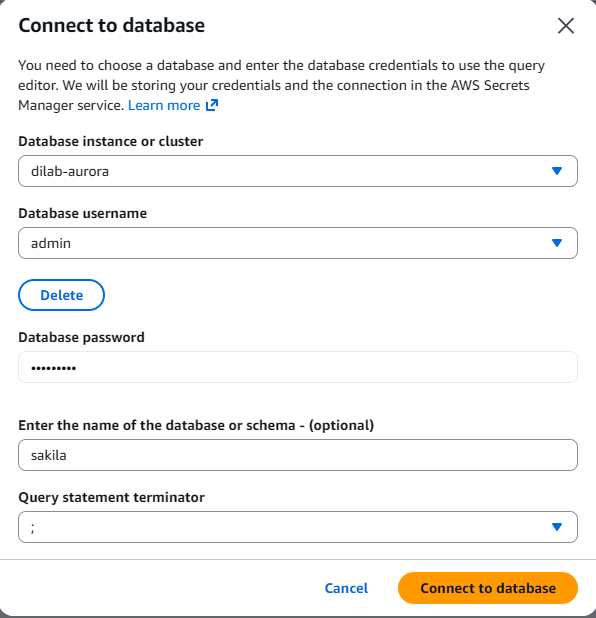 Connect to database
You need to choose a database and enter the database credentials to use the query
editor. We will be storing your credentials and the connection in the AWS Secrets
Manager service. Learn more
Database instance or cluster
dilab-aurora
Database username
admin
Delete
Database password
•••••••••
Enter the name of the database or schema - (optional)
sakila
Query statement terminator
;
Cancel
Connect to database